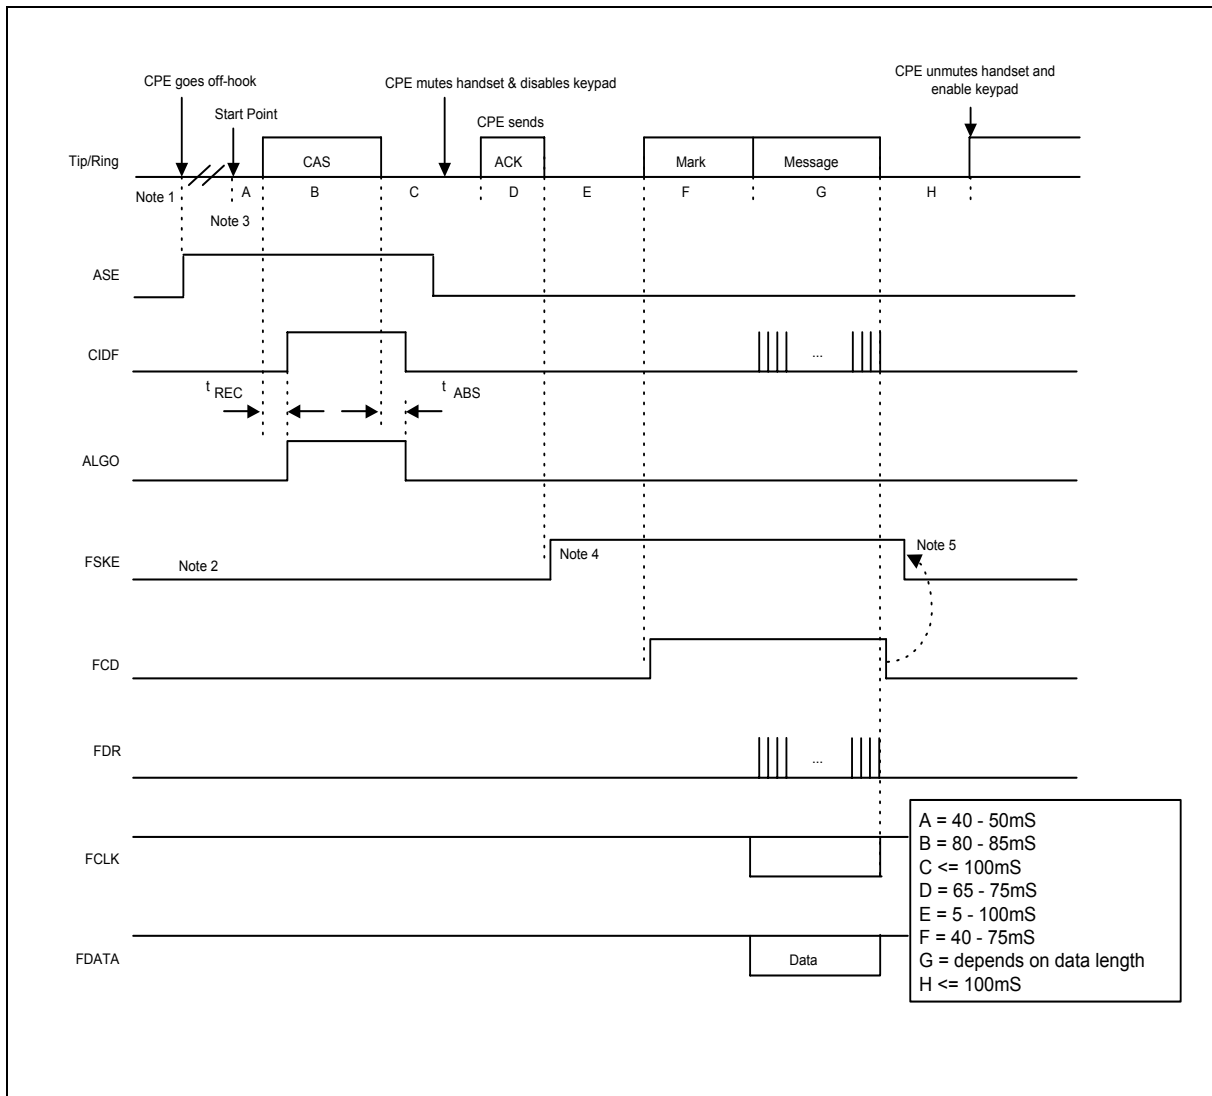 CPE goes off-hook
CPE mutes handset & disables keypad
CPE unmutes handset and
enable keypad
Start Point
CPE sends
Tip/Ring
CAS
ACK
Mark
Message
Note 1
A
B
C
D
E
F
G
H
Note 3
ASE
CIDF
...
t REC
t ABS
ALGO
FSKE
Note 2
Note 4
Note 5
FCD
FDR
...
FCLK
FDATA
Data
A = 40 - 50mS
B = 80 - 85mS
C <= 100mS
D = 65 - 75mS
E = 5 - 100mS
F = 40 - 75mS
G = depends on data length
H <= 100mS